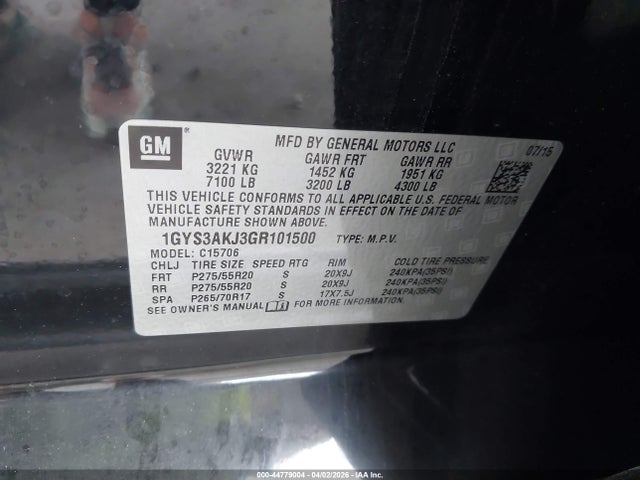 GM
MFD BY GENERAL MOTORS LLC
07/15
GVWR GAWR FRT GAWR RR
3221 KG 1452 KG 1951 KG
7100 LB 3200 LB 4300 LB
THIS VEHICLE CONFORMS TO ALL APPLICABLE U.S. FEDERAL MOTOR
VEHICLE SAFETY STANDARDS IN EFFECT ON THE DATE OF
MANUFACTURE SHOWN ABOVE.
1GYS3AKJ3GR101500 TYPE: M.P.V.
MODEL: C15706
CHLJ TIRE SIZE SPEED RTG RIM COLD TIRE PRESSURE
FRT P275/55R20 S 20X9J 240KPA(35PSI)
RR P275/55R20 S 20X9J 240KPA(35PSI)
SPA P265/70R17 S 17X7.5J 240KPA(35PSI)
SEE OWNER'S MANUAL FOR MORE INFORMATION.
000-44779004 - 04/02/2026 - IAA Inc.